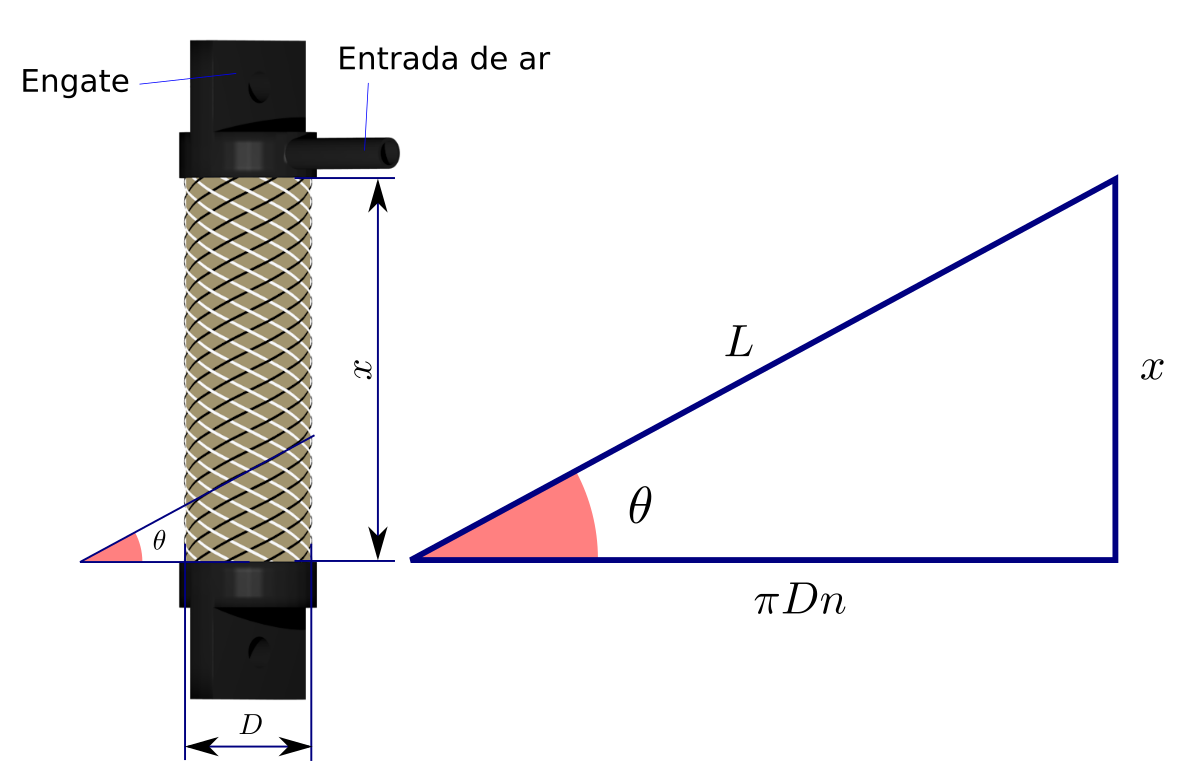 Engate
Entrada de ar
x
θ
D
L
θ
x
πDn